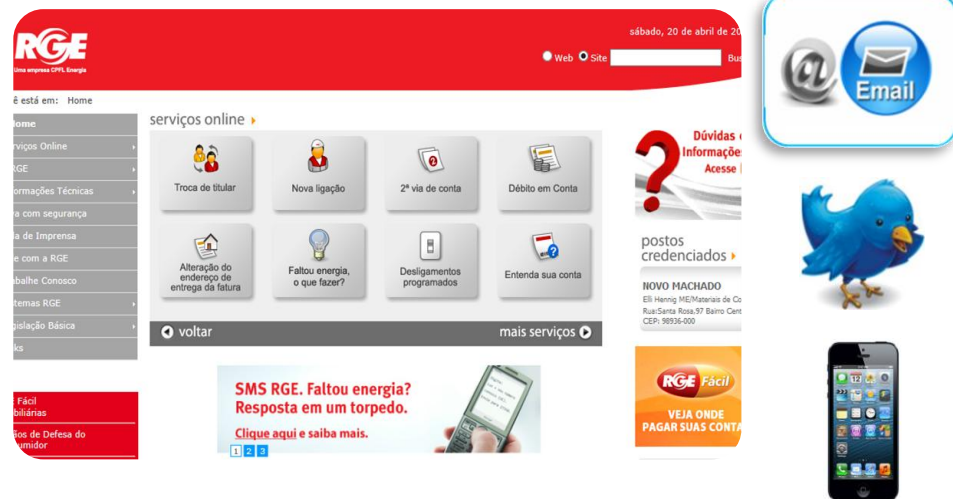 RGE
Uma empresa CPFL Energia
sábado, 20 de abril de 20
Web Site
Bus
ê está em: Home
ome
rviços Online
RGE
ormações Técnicas
a com segurança
la de Imprensa
e com a RGE
abalhe Conosco
temas RGE
gislação Básica
ks
Fácil
biliárias
ãos de Defesa do
umidor
serviços online
Troca de titular
Nova ligação
2ª via de conta
Débito em Conta
Alteração do
endereço de
entrega da fatura
Faltou energia,
o que fazer?
Desligamentos
programados
Entenda sua conta
voltar
mais serviços
SMS RGE. Faltou energia?
Resposta em um torpedo.
Clique aqui e saiba mais.
1 2 3
Dúvidas
Informaçõe
Acesse
postos
credenciados
NOVO MACHADO
Elli Hennig ME/Materiais de Co
Rua:Santa Rosa,97 Bairro Cent
CEP: 98936-000
RGE Fácil
VEJA ONDE
PAGAR SUAS CONTA
@
Email